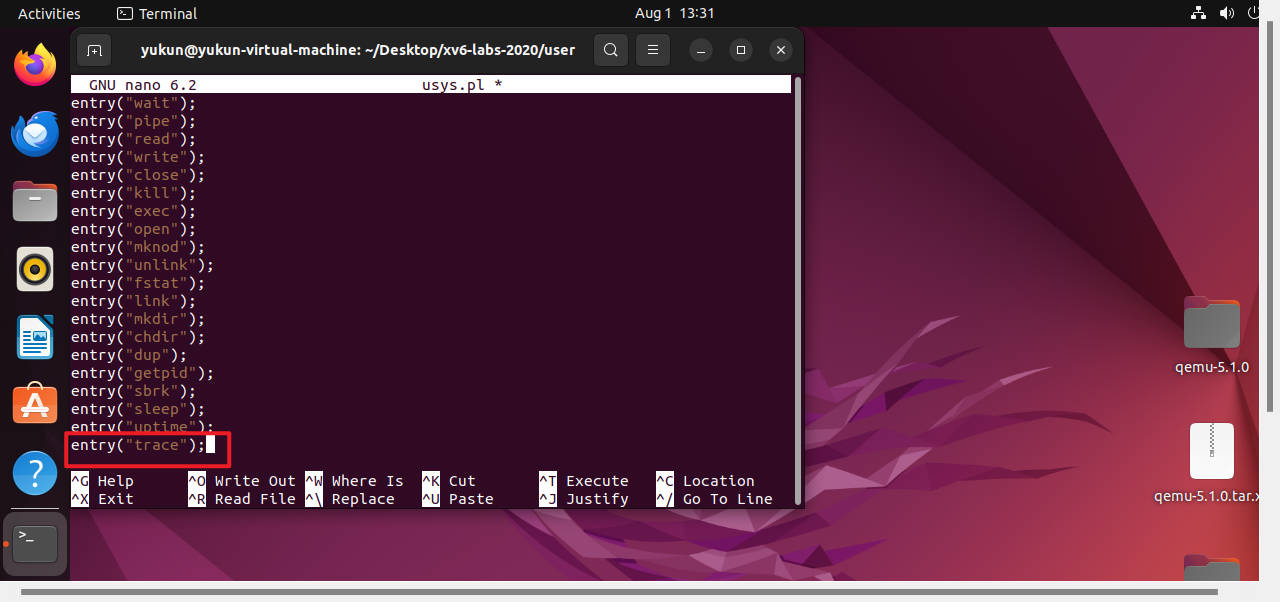 Activities
Terminal
Aug 1 13:31
yukun@yukun-virtual-machine: ~/Desktop/xv6-labs-2020/user
GNU nano 6.2 usys.pl *
entry("wait");
entry("pipe");
entry("read");
entry("write");
entry("close");
entry("kill");
entry("exec");
entry("open");
entry("mknod");
entry("unlink");
entry("fstat");
entry("link");
entry("mkdir");
entry("chdir");
entry("dup");
entry("getpid");
entry("sbrk");
entry("sleep");
entry("uptime");
entry("trace");
^G Help ^O Write Out ^W Where Is ^K Cut ^T Execute ^C Location
^X Exit ^R Read File ^\ Replace ^U Paste ^J Justify ^/ Go To Line
qemu-5.1.0
qemu-5.1.0.tar.x